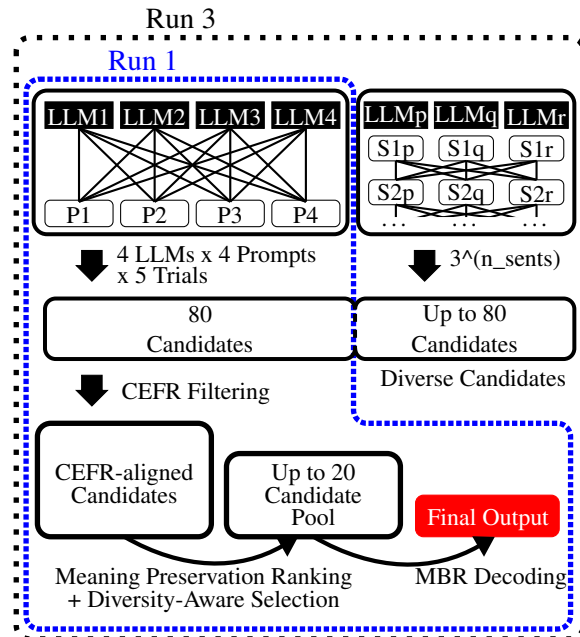 Run 3
Run 1
LLM1 LLM2 LLM3 LLM4
P1 P2 P3 P4
LLMp LLMq LLMr
S1p S1q S1r
S2p S2q S2r
... ... ...
4 LLMs x 4 Prompts
x 5 Trials
3^(n_sents)
80
Candidates
Up to 80
Candidates
Diverse Candidates
CEFR Filtering
CEFR-aligned
Candidates
Up to 20
Candidate
Pool
Final Output
Meaning Preservation Ranking
+ Diversity-Aware Selection
MBR Decoding